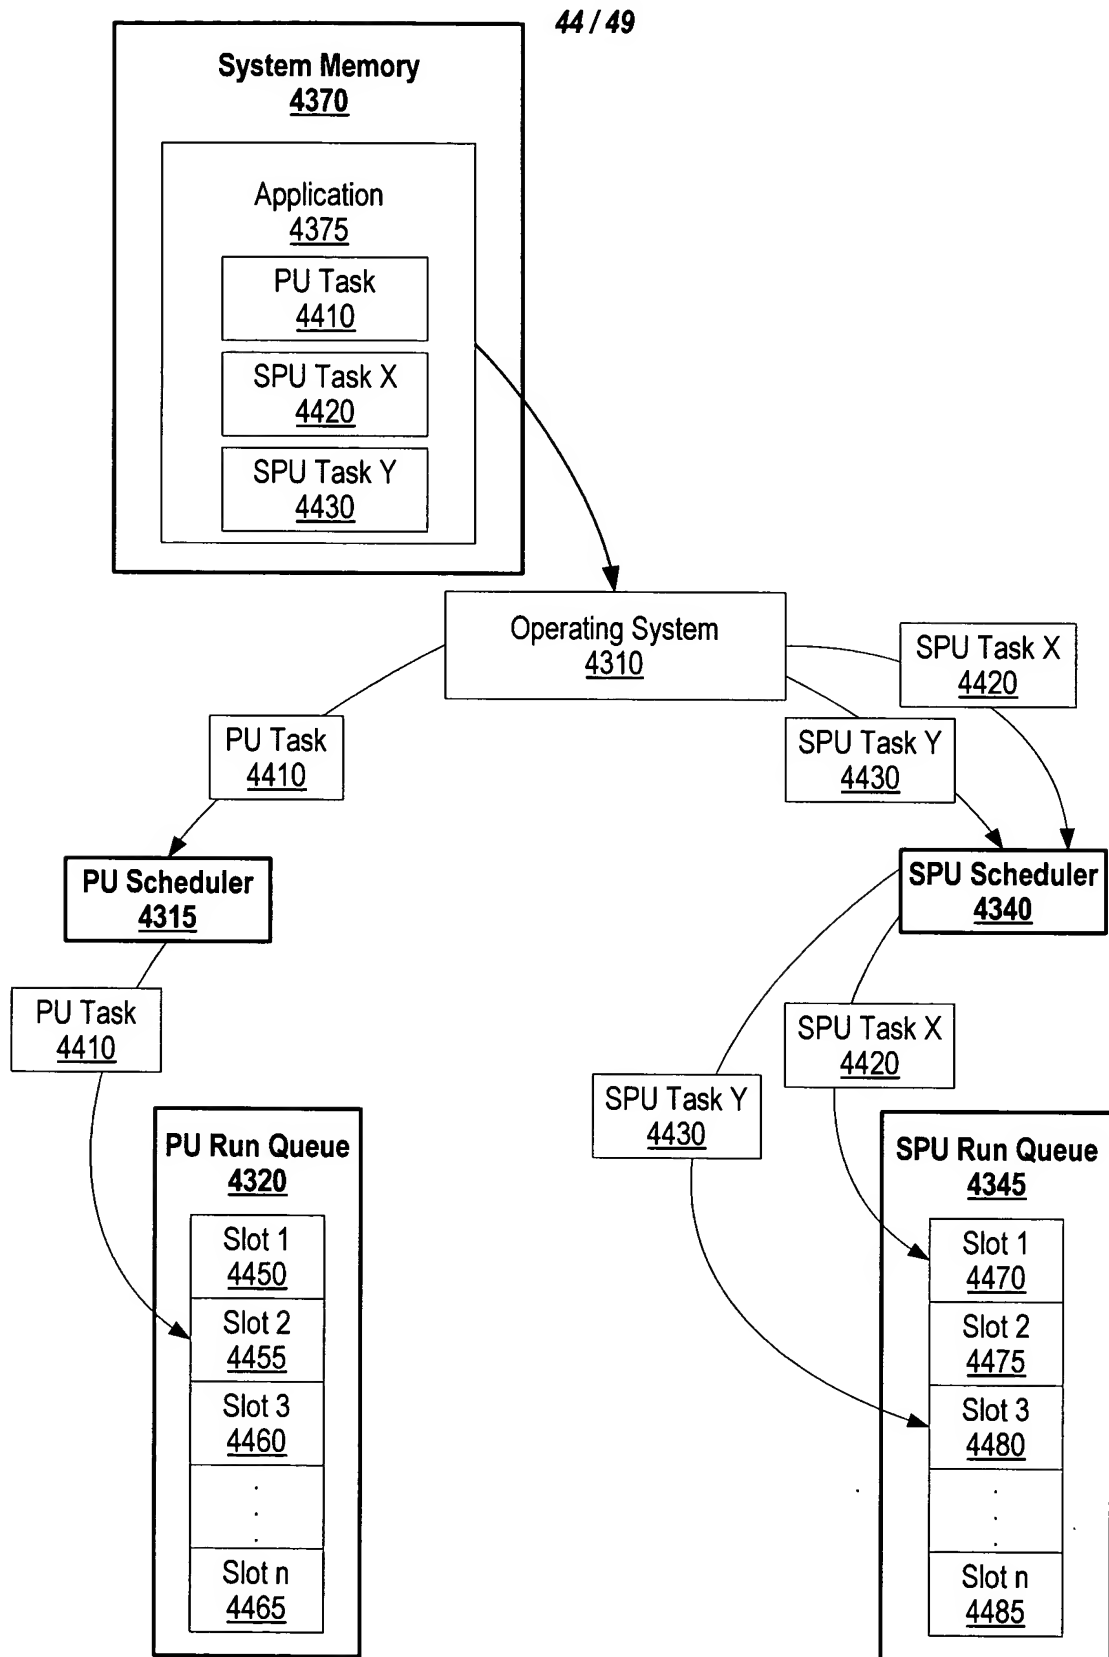 44 / 49
System Memory
4370
Application
4375
PU Task
4410
SPU Task X
4420
SPU Task Y
4430
Operating System
4310
SPU Task X
4420
PU Task
4410
SPU Task Y
4430
PU Scheduler
4315
SPU Scheduler
4340
PU Task
4410
SPU Task X
4420
SPU Task Y
4430
PU Run Queue
4320
Slot 1
4450
Slot 2
4455
Slot 3
4460
.
.
.
Slot n
4465
SPU Run Queue
4345
Slot 1
4470
Slot 2
4475
Slot 3
4480
.
.
.
Slot n
4485